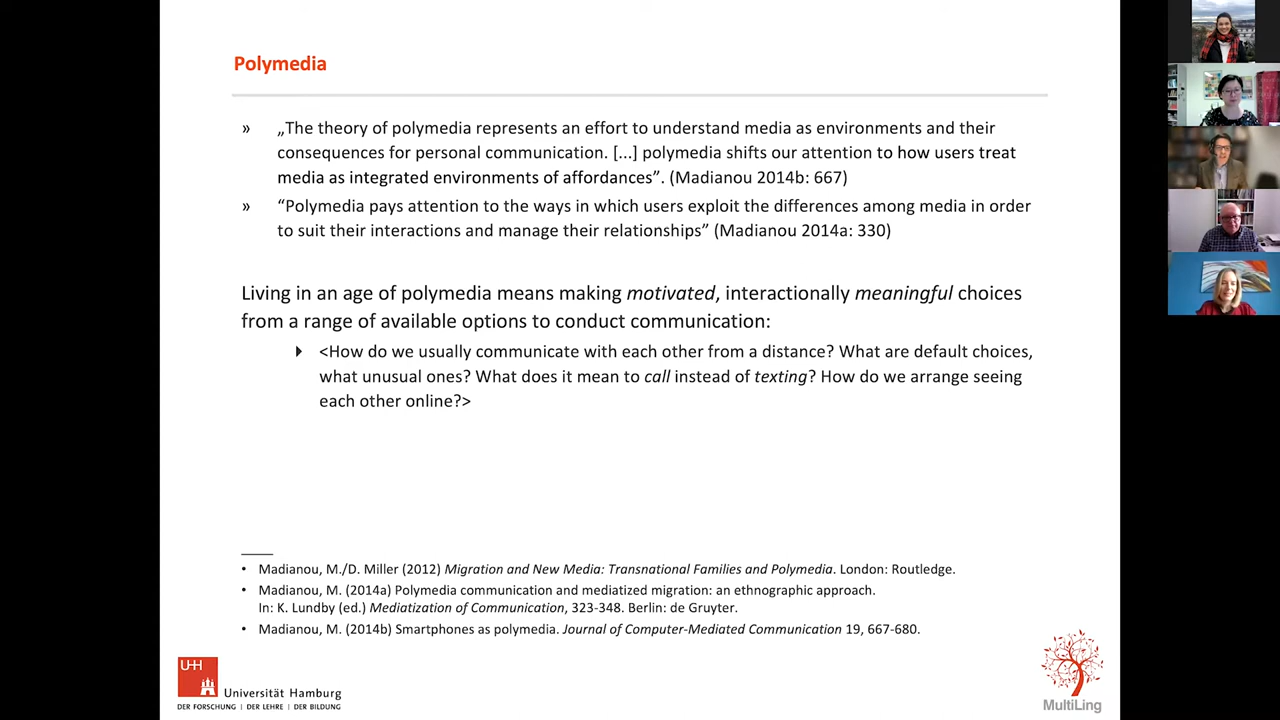 Polymedia
» „The theory of polymedia represents an effort to understand media as environments and their
consequences for personal communication. [...] polymedia shifts our attention to how users treat
media as integrated environments of affordances”. (Madianou 2014b: 667)
» “Polymedia pays attention to the ways in which users exploit the differences among media in order
to suit their interactions and manage their relationships” (Madianou 2014a: 330)
Living in an age of polymedia means making motivated, interactionally meaningful choices
from a range of available options to conduct communication:
<How do we usually communicate with each other from a distance? What are default choices,
what unusual ones? What does it mean to call instead of texting? How do we arrange seeing
each other online?>
• Madianou, M./D. Miller (2012) Migration and New Media: Transnational Families and Polymedia. London: Routledge.
• Madianou, M. (2014a) Polymedia communication and mediatized migration: an ethnographic approach.
In: K. Lundby (ed.) Mediatization of Communication, 323-348. Berlin: de Gruyter.
• Madianou, M. (2014b) Smartphones as polymedia. Journal of Computer-Mediated Communication 19, 667-680.
UHH
Universität Hamburg
DER FORSCHUNG | DER LEHRE | DER BILDUNG
MultiLing